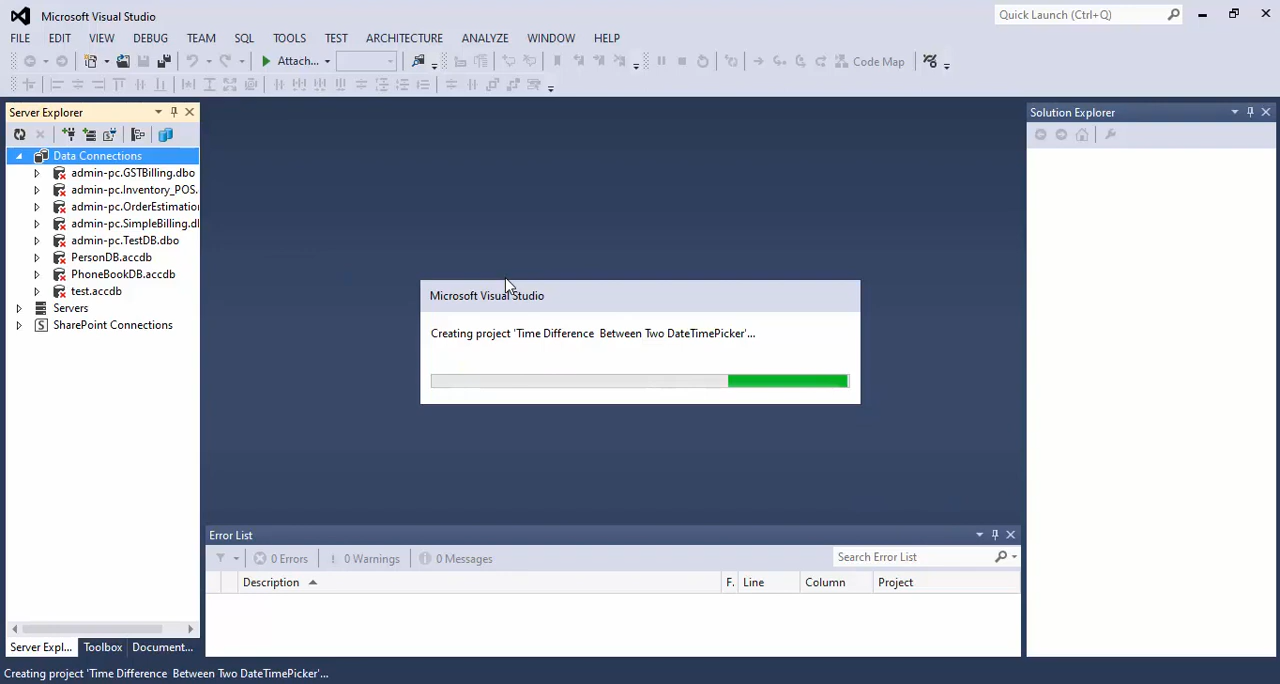 Microsoft Visual Studio
Quick Launch (Ctrl+Q)
FILE EDIT VIEW DEBUG TEAM SQL TOOLS TEST ARCHITECTURE ANALYZE WINDOW HELP
Attach...
Code Map
Server Explorer
Data Connections
admin-pc.GSTBilling.dbo
admin-pc.Inventory_POS.
admin-pc.OrderEstimation
admin-pc.SimpleBilling.d
admin-pc.TestDB.dbo
PersonDB.accdb
PhoneBookDB.accdb
test.accdb
Servers
SharePoint Connections
Server Expl... Toolbox Document...
Microsoft Visual Studio
Creating project 'Time Difference  Between Two DateTimePicker'...
Solution Explorer
Error List
0 Errors 0 Warnings 0 Messages
Search Error List
Description F. Line Column Project
Creating project 'Time Difference  Between Two DateTimePicker'...